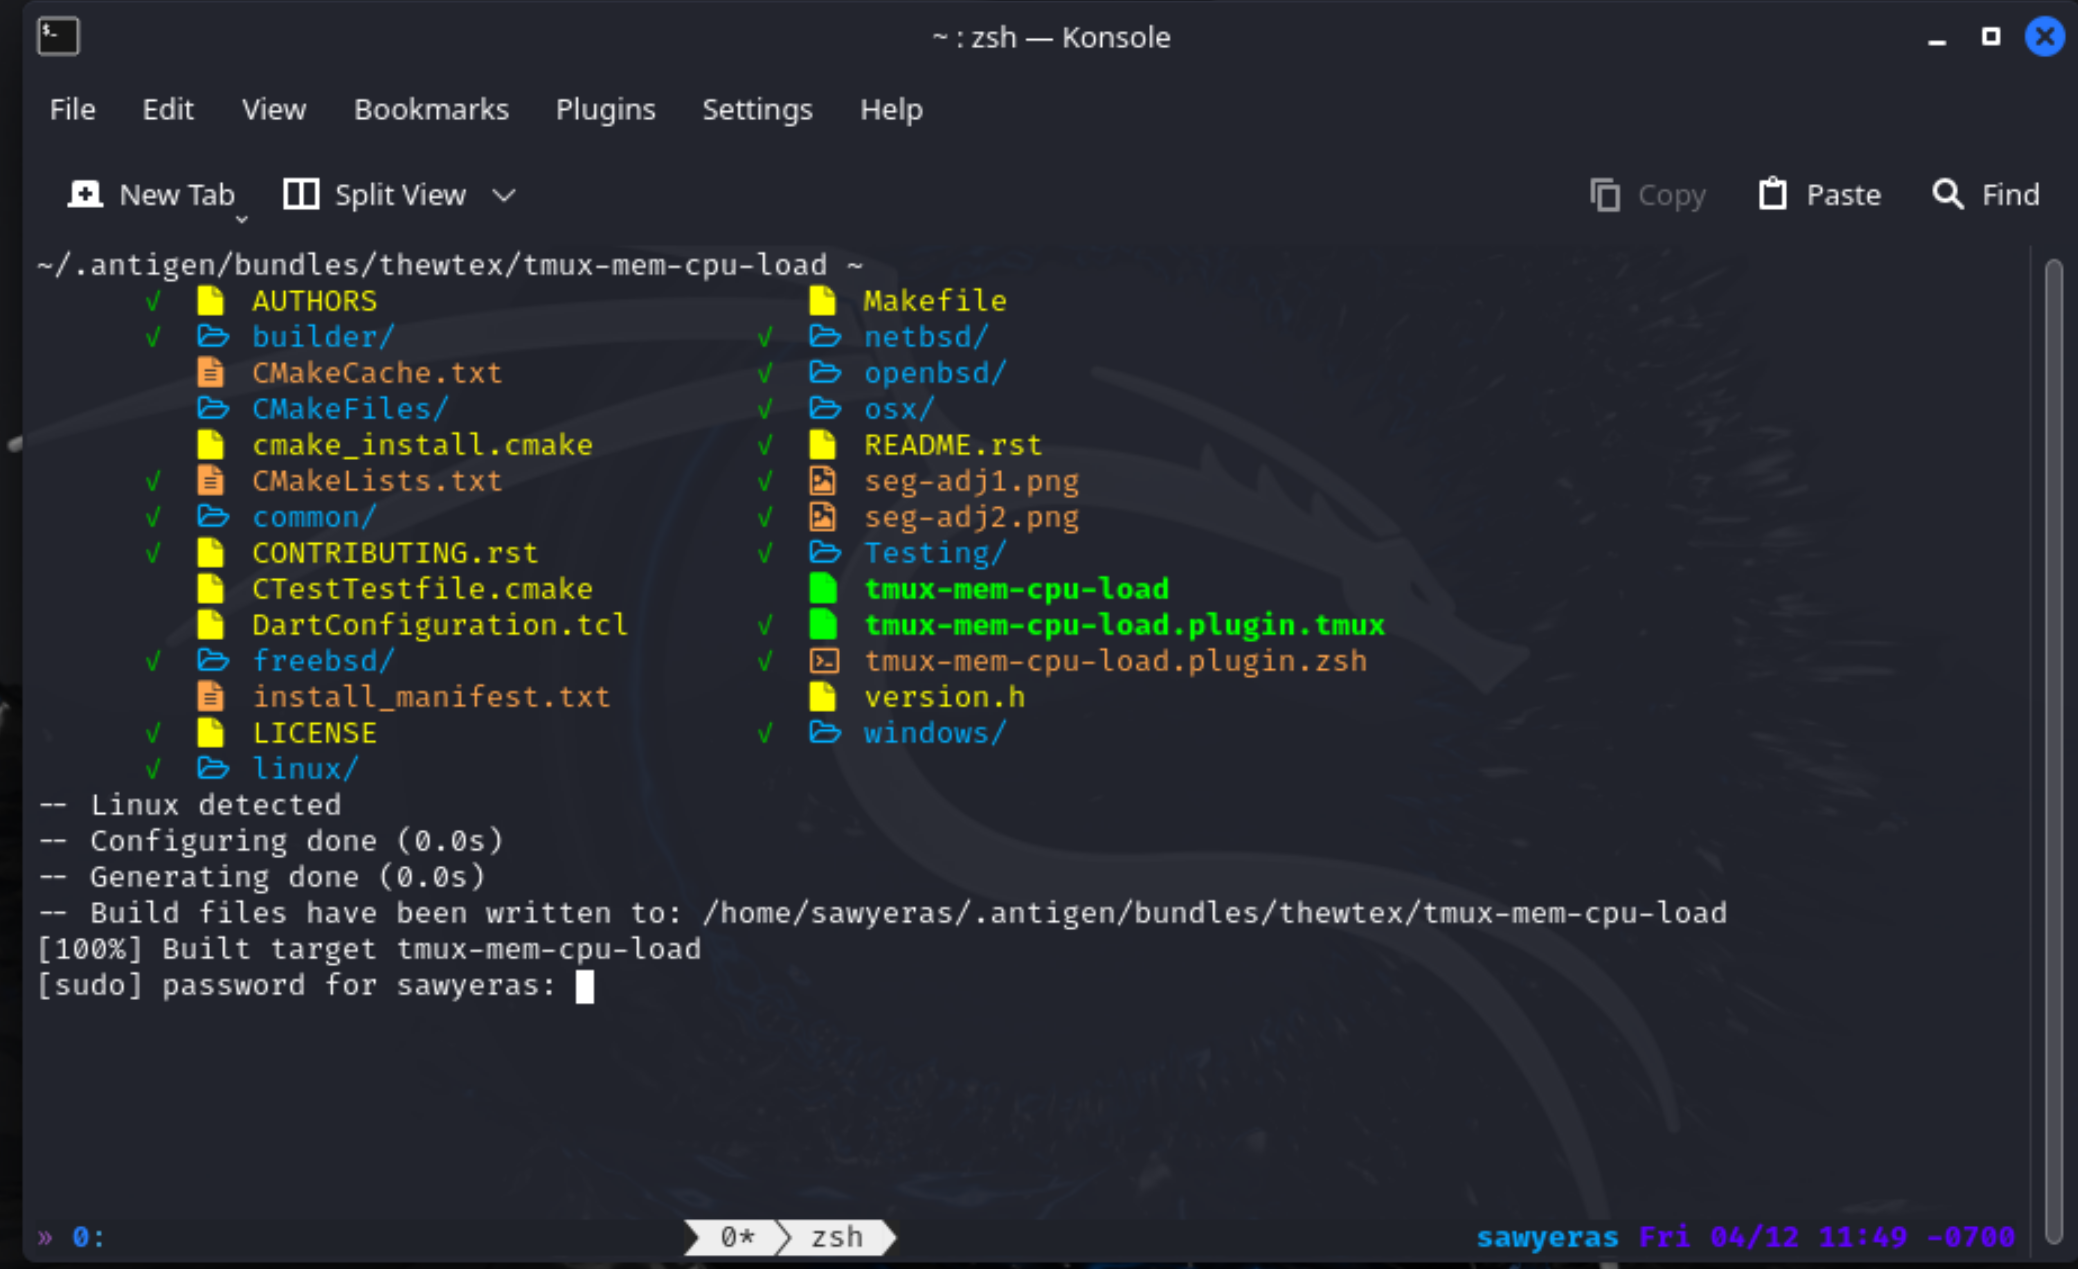 ~ : zsh — Konsole
File Edit View Bookmarks Plugins Settings Help
New Tab Split View Copy Paste Find
~/.antigen/bundles/thewtex/tmux-mem-cpu-load ~
√ AUTHORS Makefile
√ builder/ √ netbsd/
CMakeCache.txt √ openbsd/
CMakeFiles/ √ osx/
cmake_install.cmake √ README.rst
√ CMakeLists.txt √ seg-adj1.png
√ common/ √ seg-adj2.png
√ CONTRIBUTING.rst √ Testing/
CTestTestfile.cmake tmux-mem-cpu-load
DartConfiguration.tcl √ tmux-mem-cpu-load.plugin.tmux
√ freebsd/ √ tmux-mem-cpu-load.plugin.zsh
install_manifest.txt version.h
√ LICENSE √ windows/
√ linux/
-- Linux detected
-- Configuring done (0.0s)
-- Generating done (0.0s)
-- Build files have been written to: /home/sawyeras/.antigen/bundles/thewtex/tmux-mem-cpu-load
[100%] Built target tmux-mem-cpu-load
[sudo] password for sawyeras:
» 0: 0* zsh sawyeras Fri 04/12 11:49 -0700